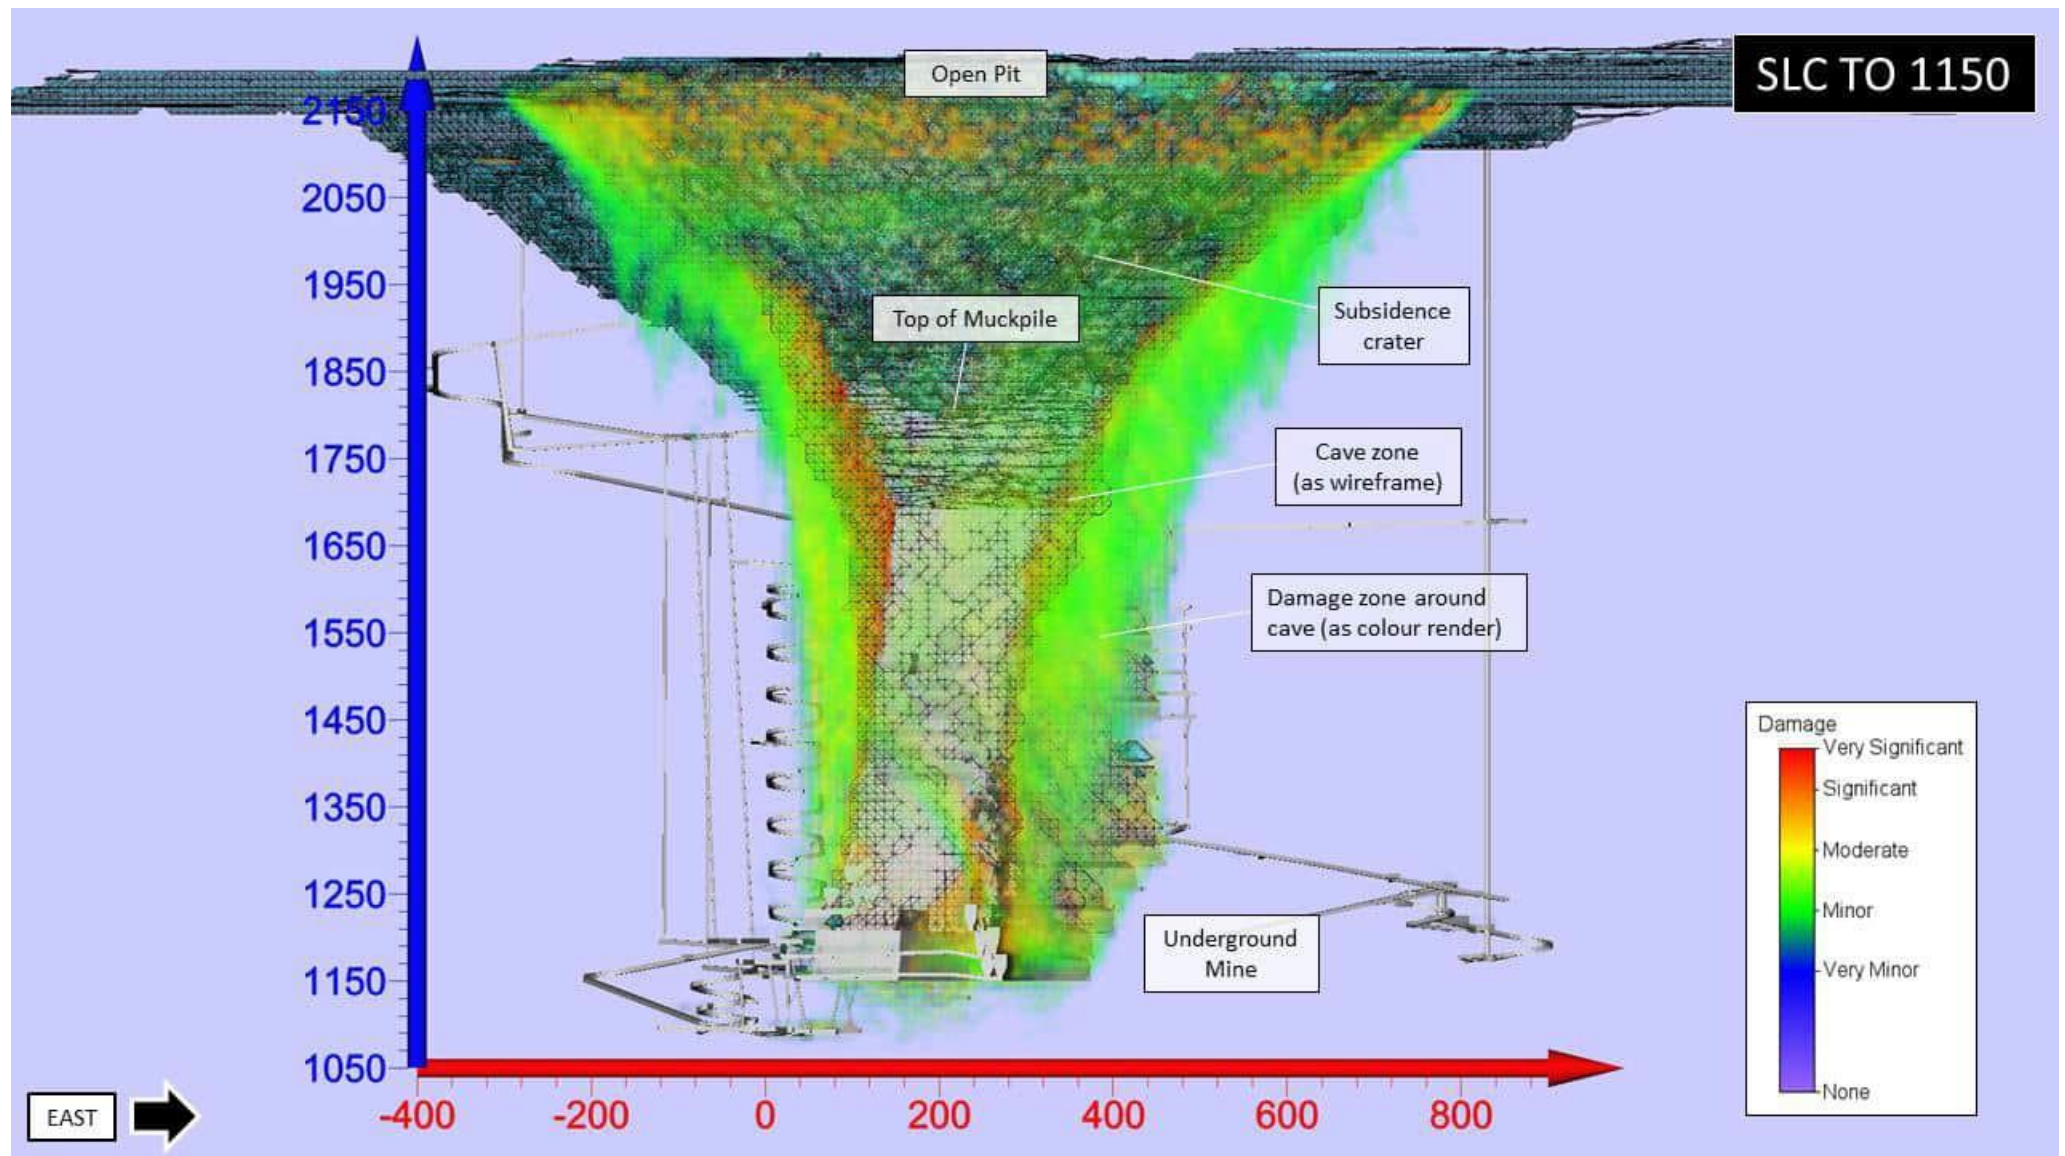 SLC TO 1150
Open Pit
2150
2050
1950
1850
1750
1650
1550
1450
1350
1250
1150
1050
Top of Muckpile
Subsidence
crater
Cave zone
(as wireframe)
Damage zone around
cave (as colour render)
Underground
Mine
Damage
Very Significant
Significant
Moderate
Minor
Very Minor
None
EAST
-400 -200 0 200 400 600 800